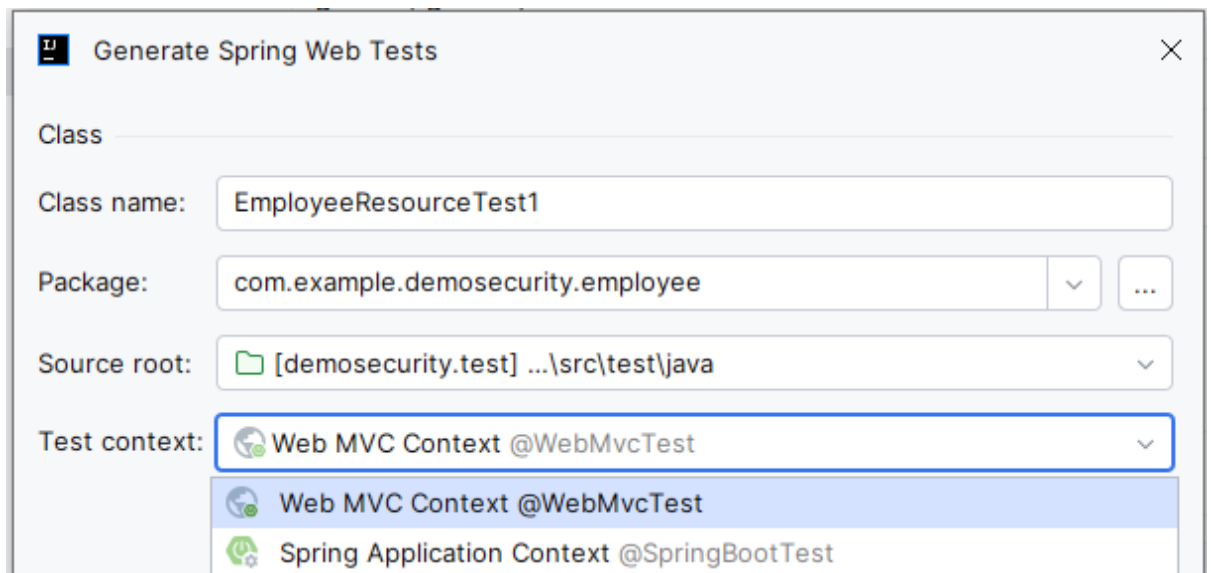 Generate Spring Web Tests
Class
Class name: EmployeeResourceTest1
Package: com.example.demosecurity.employee ...
Source root: [demosecurity.test] ...\src\test\java
Test context: Web MVC Context @WebMvcTest
Web MVC Context @WebMvcTest
Spring Application Context @SpringBootTest